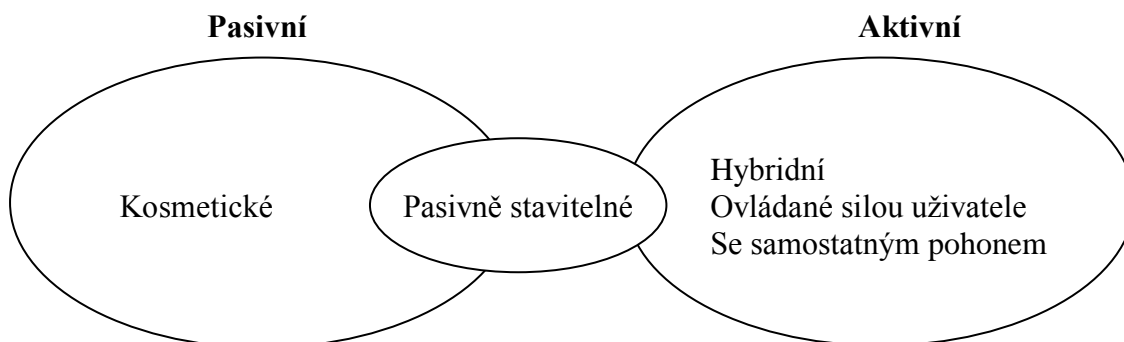 Pasivní
Aktivní
Kosmetické
Pasivně stavitelné
Hybridní
Ovládané silou uživatele
Se samostatným pohonem